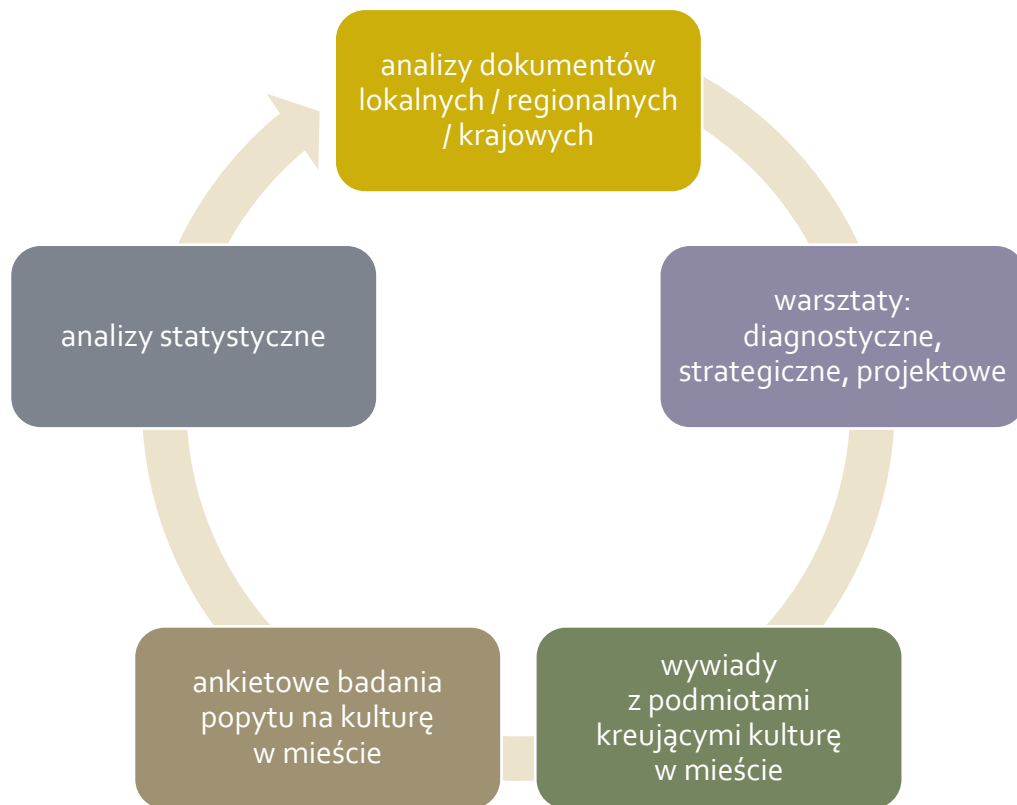 analizy dokumentów
lokalnych / regionalnych
/ krajowych
warsztaty:
diagnostyczne,
strategiczne, projektowe
wywiady
z podmiotami
kreującymi kulturę
w mieście
ankietowe badania
popytu na kulturę
w mieście
analizy statystyczne